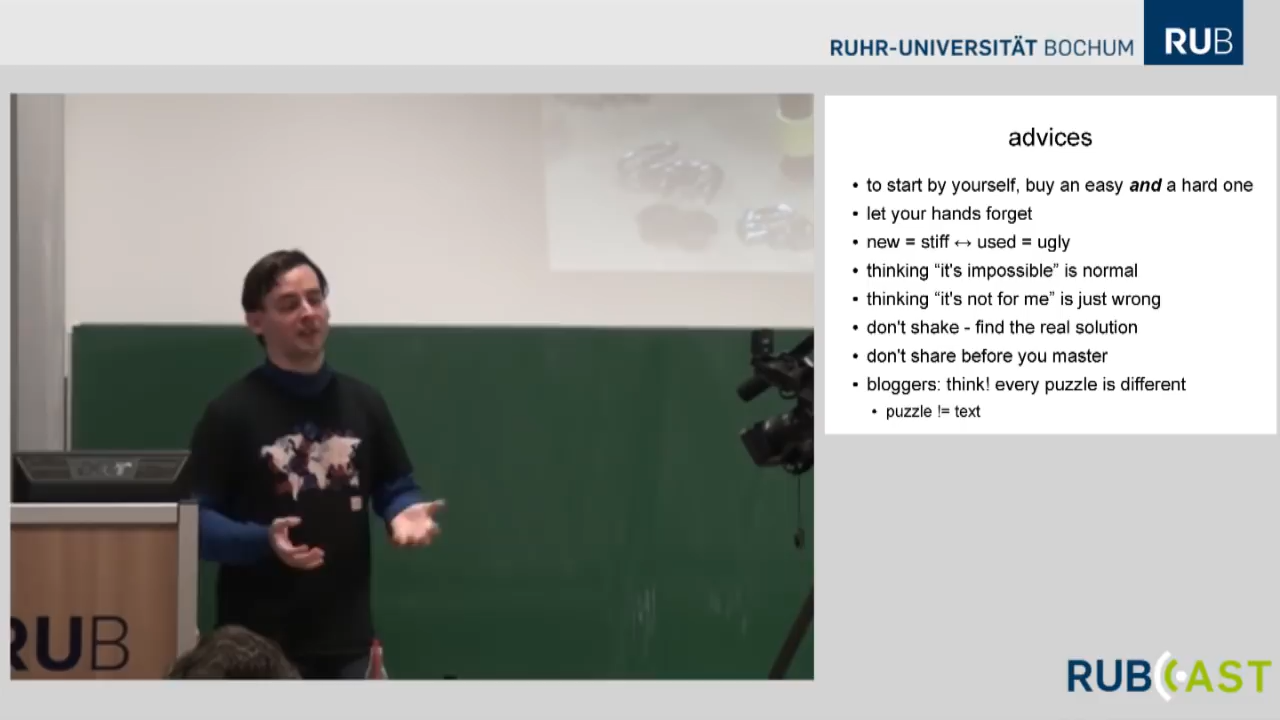 RUHR-UNIVERSITÄT BOCHUM RUB
advices
• to start by yourself, buy an easy and a hard one
• let your hands forget
• new = stiff ↔ used = ugly
• thinking “it's impossible” is normal
• thinking “it's not for me” is just wrong
• don't shake - find the real solution
• don't share before you master
• bloggers: think! every puzzle is different
• puzzle != text
RUB
RUBCAST